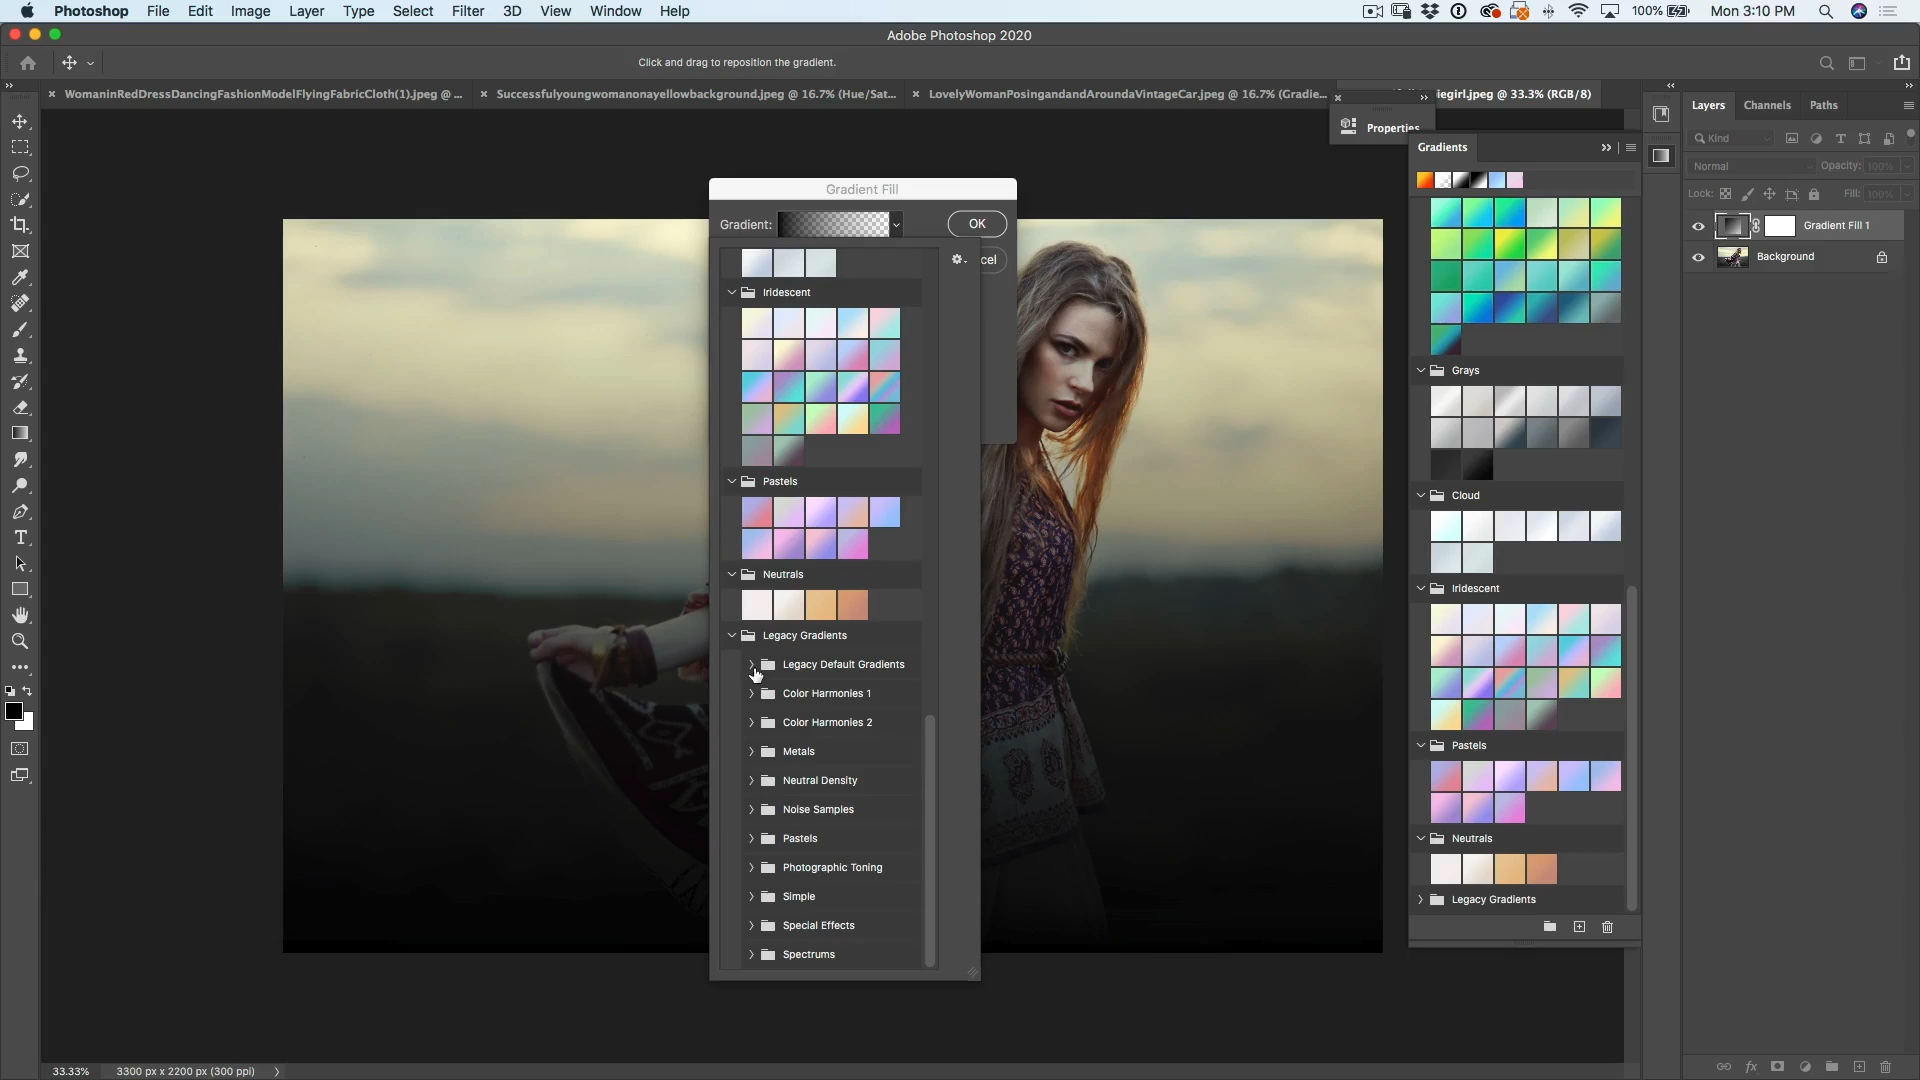 Photoshop File Edit Image Layer Type Select Filter 3D View Window Help
100% Mon 3:10 PM
Adobe Photoshop 2020
Click and drag to reposition the gradient.
WomaninRedDressDancingFashionModelFlyingFabricCloth(1).jpeg @ ...
Successfulyoungwomanonayellowbackground.jpeg @ 16.7% (Hue/Sat...
LovelyWomanPosingandandAroundaVintageCar.jpeg @ 16.7% (Gradie...
iegirl.jpeg @ 33.3% (RGB/8)
Properties
Gradients
Layers Channels Paths
Kind
Normal Opacity: 100%
Lock: Fill: 100%
Gradient Fill 1
Background
Gradient Fill
Gradient: OK
cel
Iridescent
Pastels
Neutrals
Legacy Gradients
Legacy Default Gradients
Color Harmonies 1
Color Harmonies 2
Metals
Neutral Density
Noise Samples
Pastels
Photographic Toning
Simple
Special Effects
Spectrums
Grays
Cloud
Iridescent
Pastels
Neutrals
Legacy Gradients
33.33% 3300 px x 2200 px (300 ppi)
fx